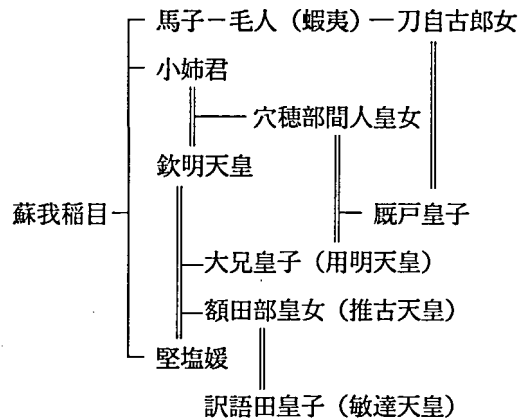 馬子－毛人（蝦夷）－刀自古郎女
小姉君
穴穂部間人皇女
欽明天皇
蘇我稲目
厩戸皇子
大兄皇子（用明天皇）
額田部皇女（推古天皇）
堅塩媛
訳語田皇子（敏達天皇）